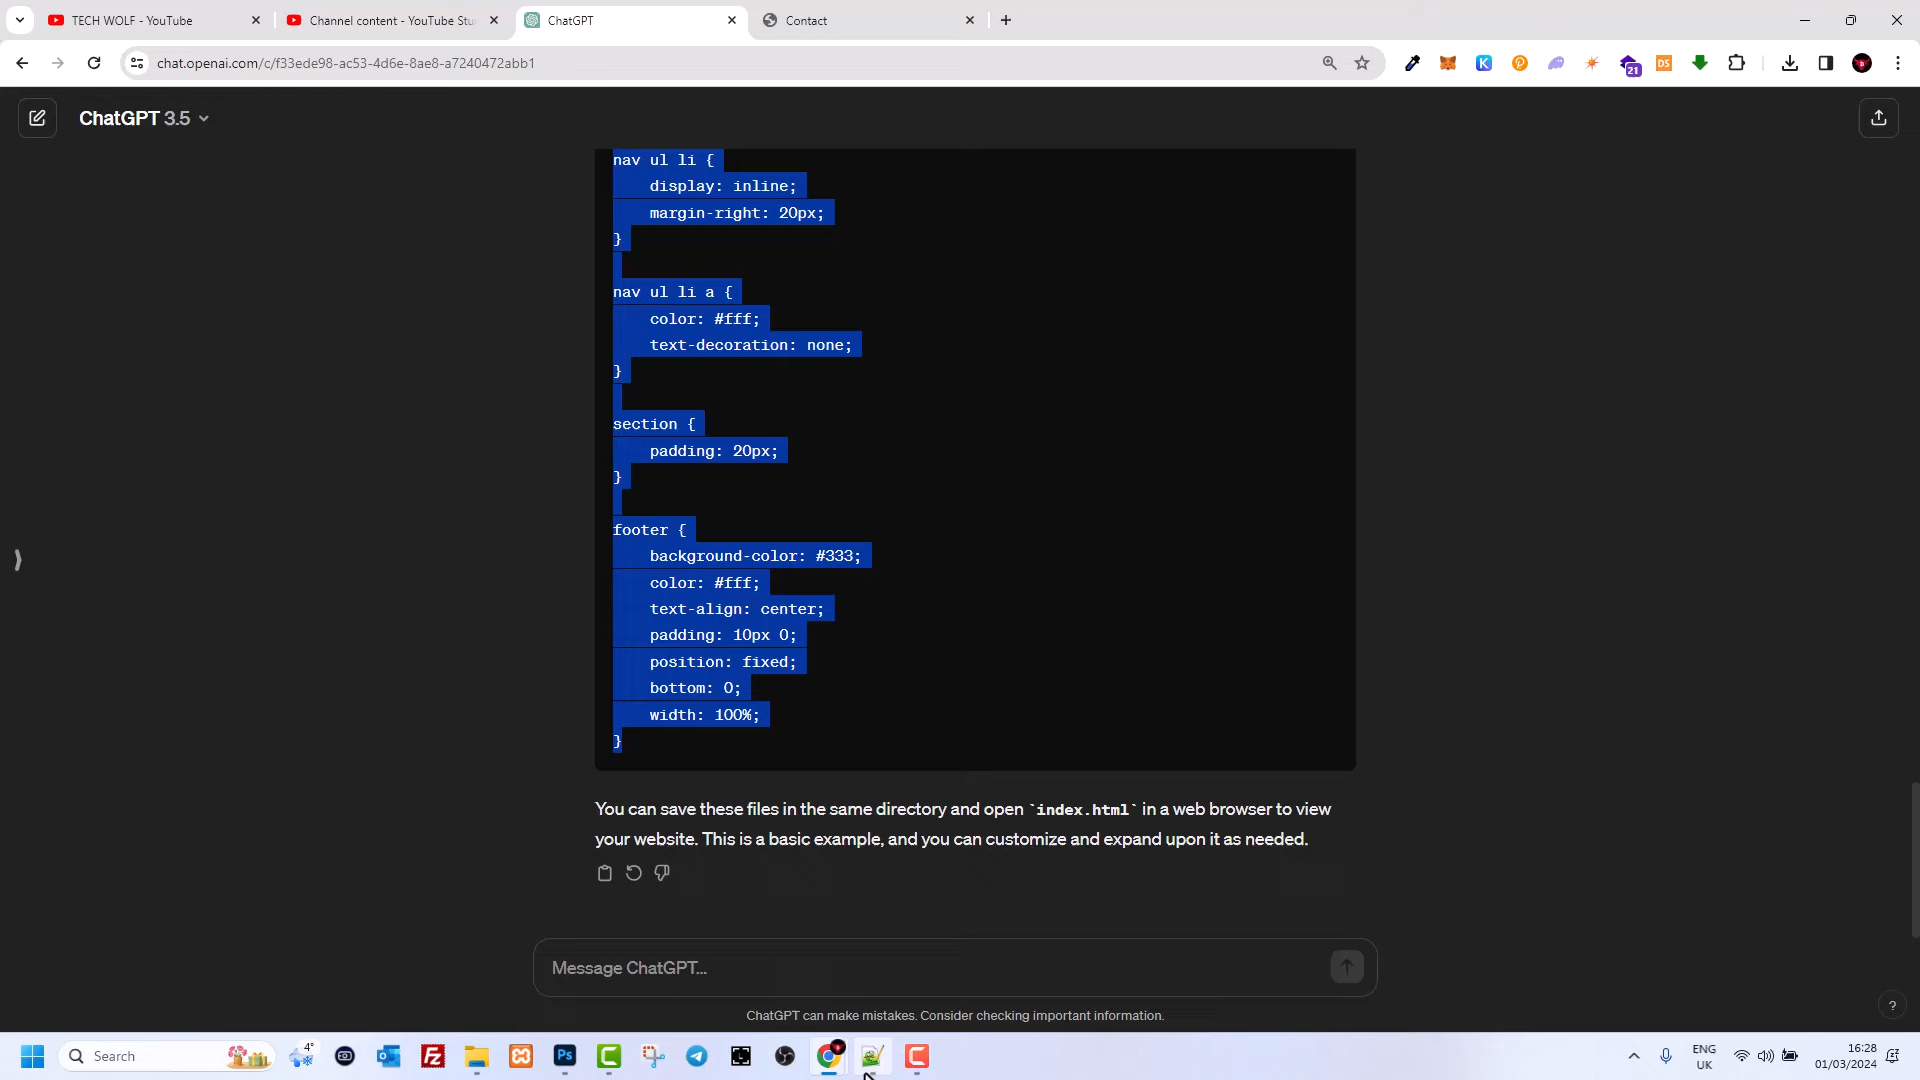 TECH WOLF - YouTube
Channel content - YouTube Stu
ChatGPT
Contact
chat.openai.com/c/f33ede98-ac53-4d6e-8ae8-a7240472abb1
21
DS
ChatGPT 3.5
nav ul li {
display: inline;
margin-right: 20px;
}
nav ul li a {
color: #fff;
text-decoration: none;
}
section {
padding: 20px;
}
footer {
background-color: #333;
color: #fff;
text-align: center;
padding: 10px 0;
position: fixed;
bottom: 0;
width: 100%;
}
You can save these files in the same directory and open `index.html` in a web browser to view
your website. This is a basic example, and you can customize and expand upon it as needed.
Message ChatGPT...
ChatGPT can make mistakes. Consider checking important information.
?
Search
4°
Ps
ENG
UK
16:28
01/03/2024